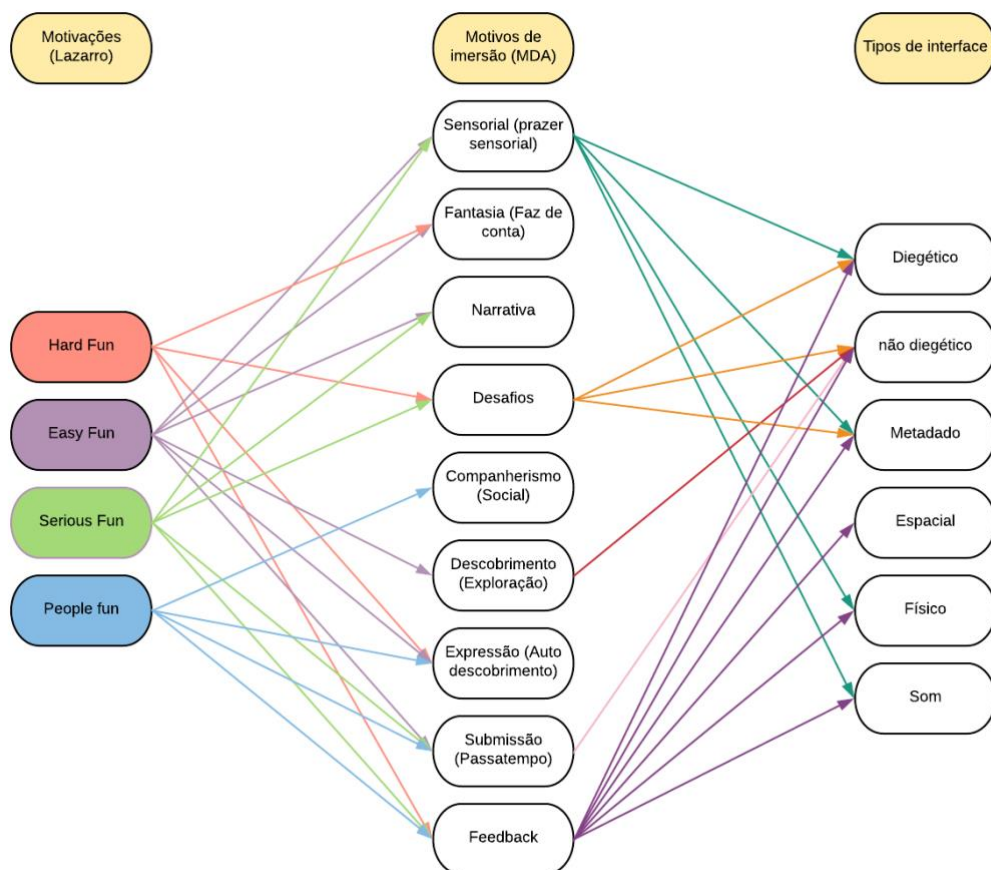 Motivações
(Lazarro)
Motivos de
imersão (MDA)
Tipos de interface
Sensorial (prazer
sensorial)
Fantasia (Faz de
conta)
Narrativa
Desafios
Companherismo
(Social)
Descobrimento
(Exploração)
Expressão (Auto
descobrimento)
Submissão
(Passatempo)
Feedback
Hard Fun
Easy Fun
Serious Fun
People fun
Diegético
não diegético
Metadado
Espacial
Físico
Som